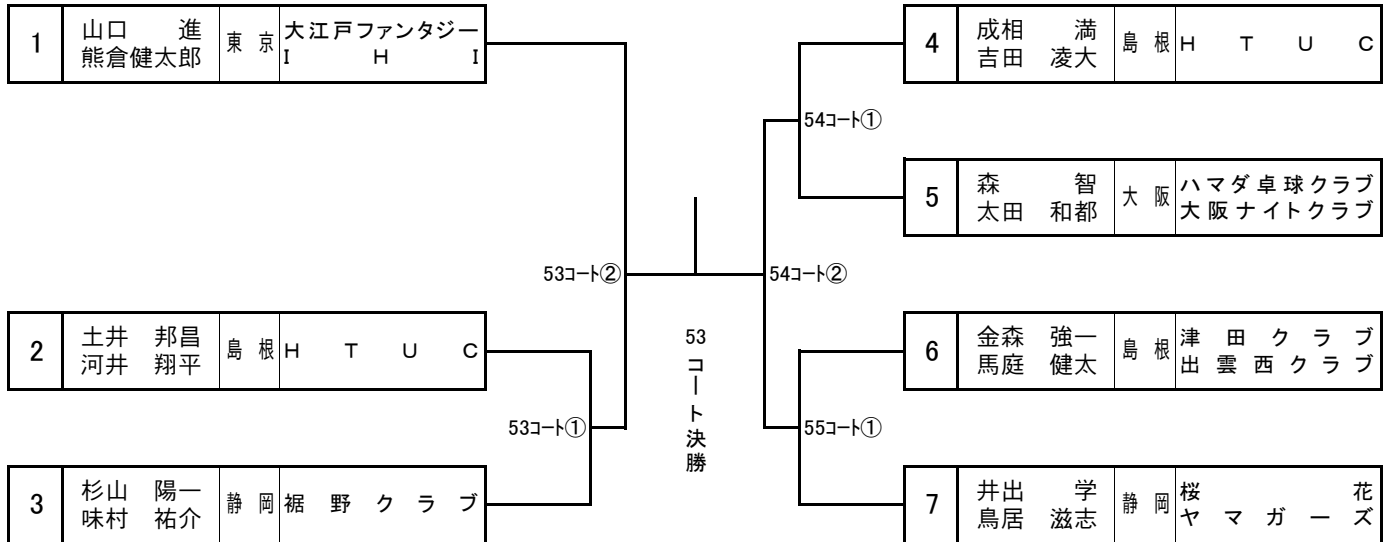 1 山口 進 東京 大江戸ファンタジー
熊倉健太郎 IHI
53コート②
2 土井 邦昌 島根 HTUC
河井 翔平
53コート①
3 杉山 陽一 静岡 裾野クラブ
味村 祐介
53コート決勝
4 成相 満 島根 HTUC
吉田 凌大
54コート①
5 森 智 大阪 ハマダ卓球クラブ
太田 和都 大阪ナイトクラブ
54コート②
6 金森 強一 島根 津田クラブ
馬庭 健太 出雲西クラブ
55コート①
7 井出 学 静岡 桜花
鳥居 滋志 ヤマガーズ